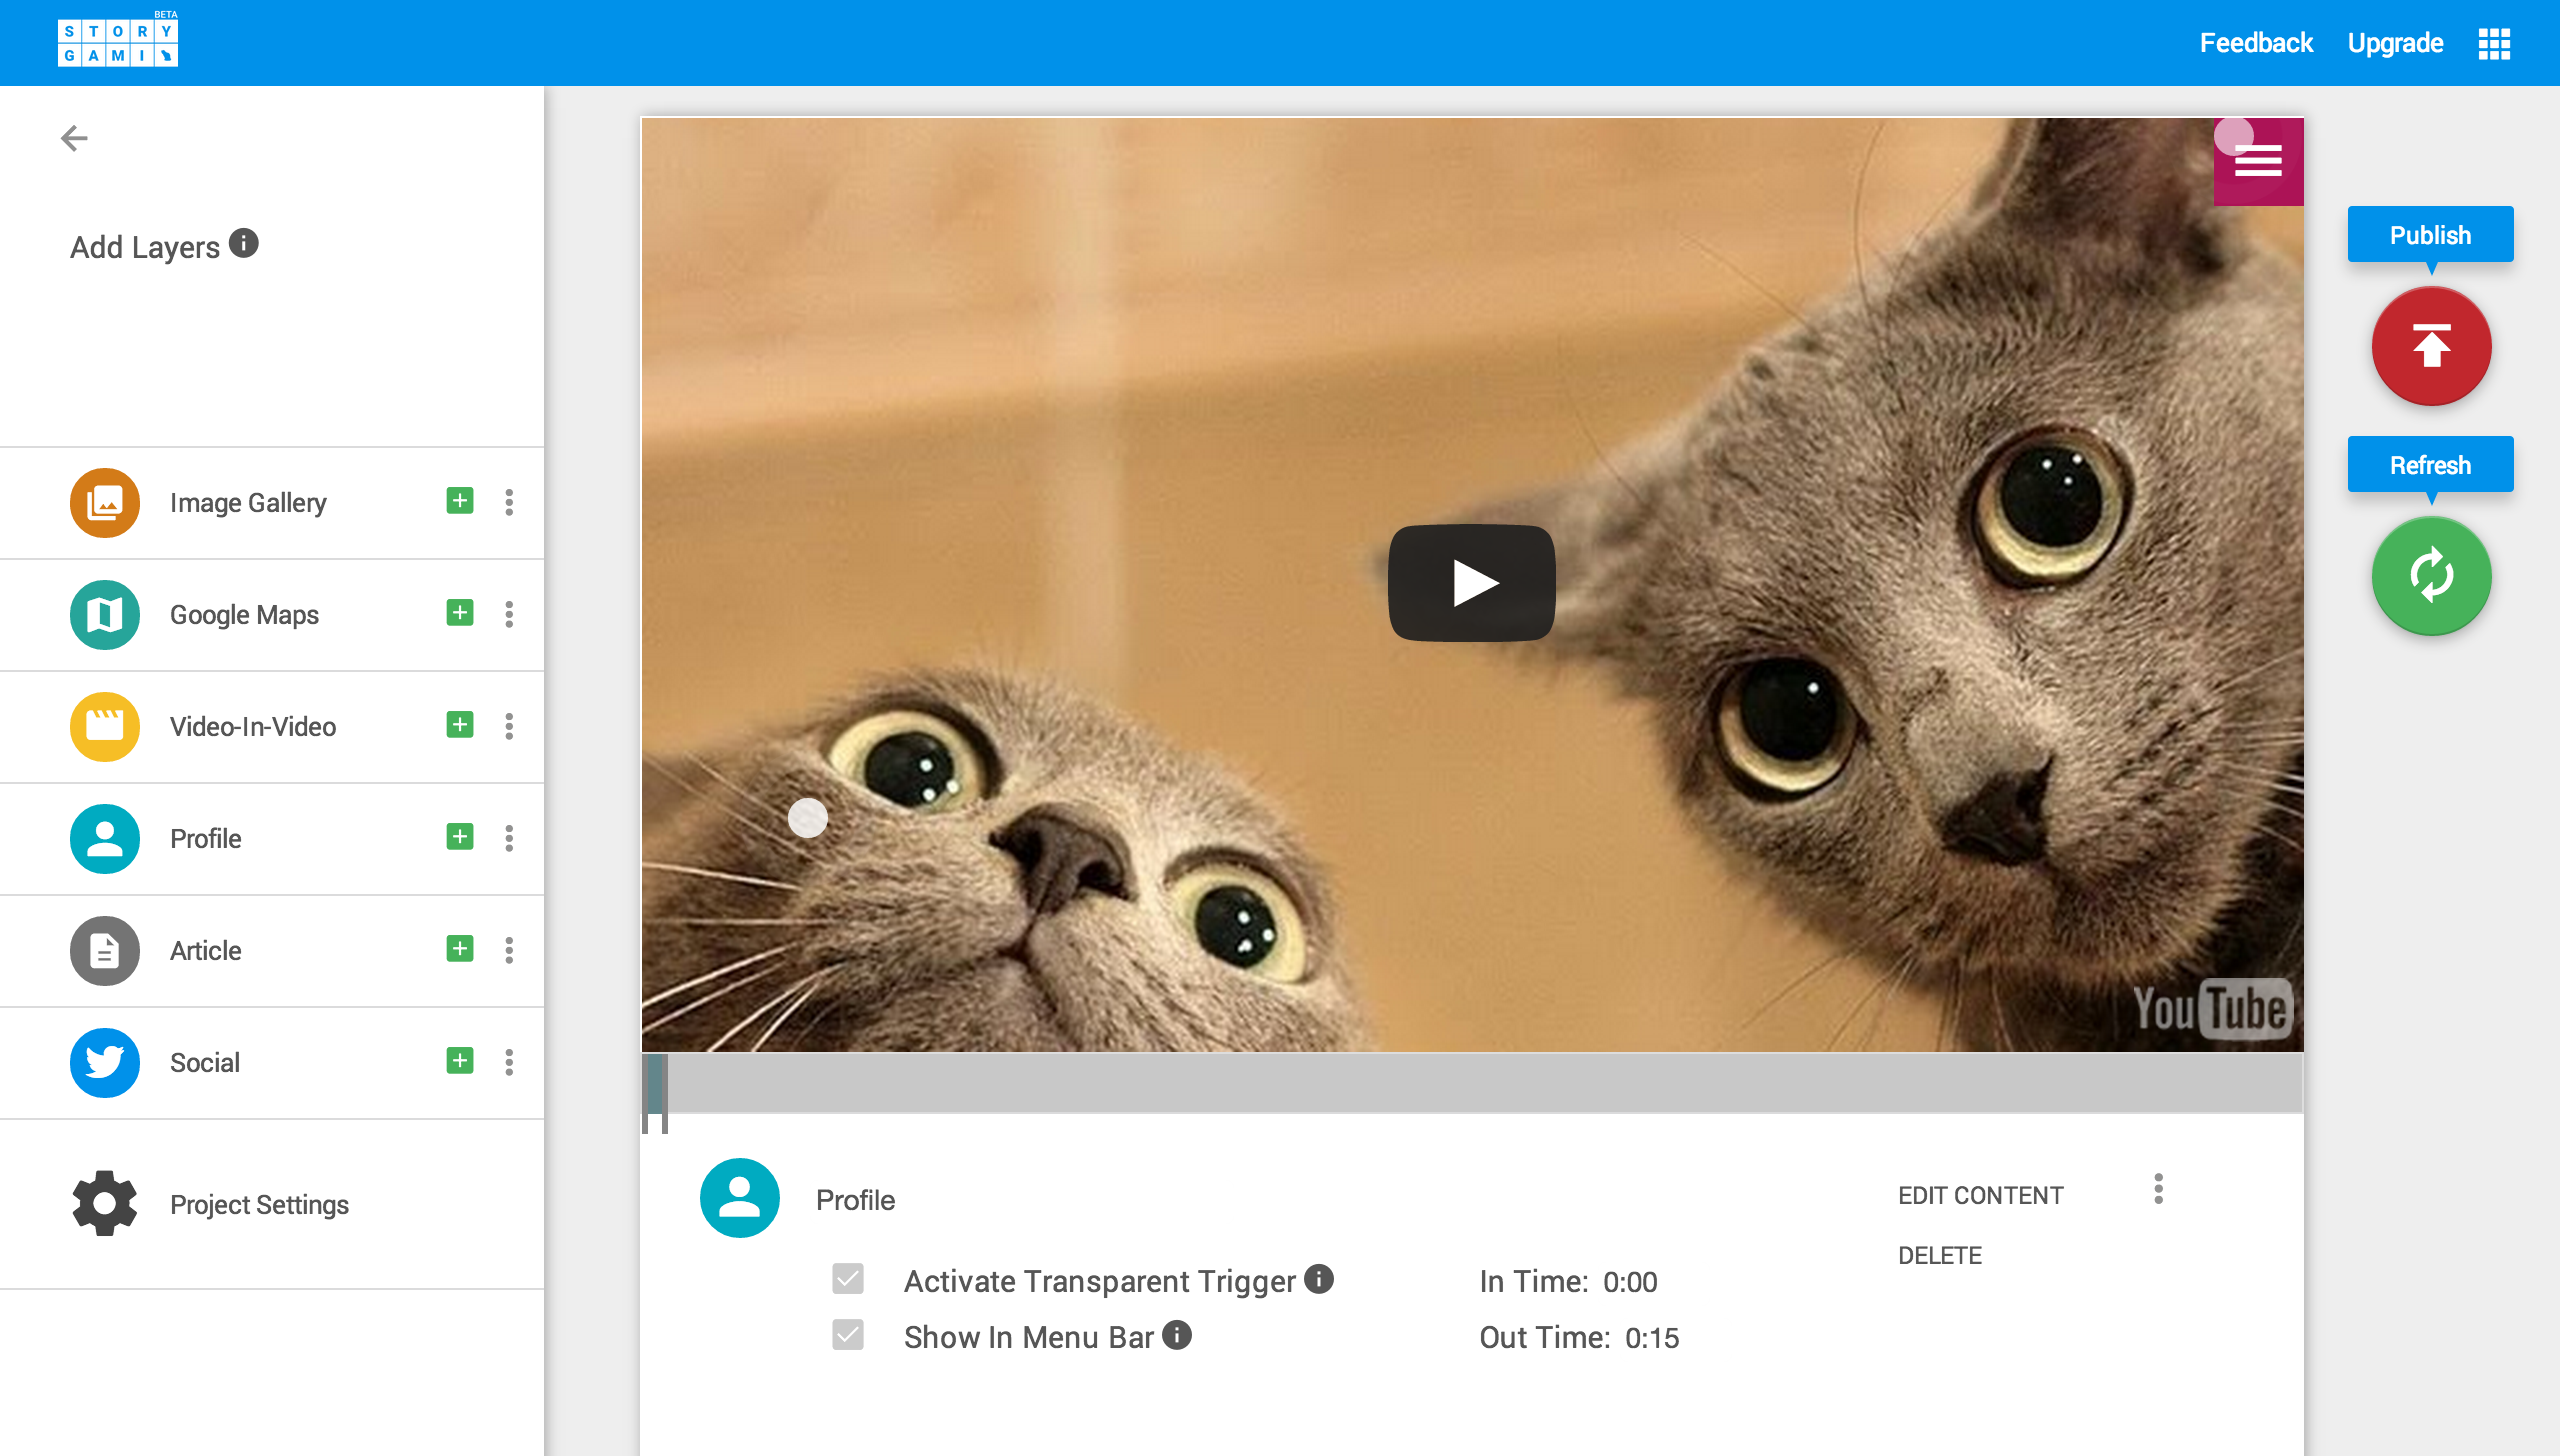 BETA
STORY
GAMI
Feedback
Upgrade
Add Layers
Image Gallery
Google Maps
Video-In-Video
Profile
Article
Social
Project Settings
Publish
Refresh
YouTube
Profile
EDIT CONTENT
DELETE
Activate Transparent Trigger
In Time: 0:00
Show In Menu Bar
Out Time: 0:15